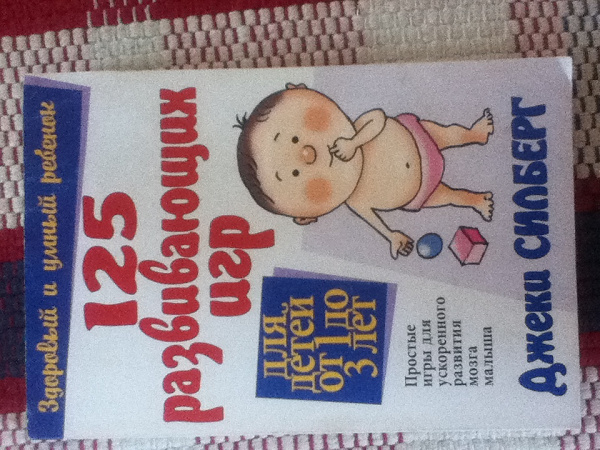 Здоровый и умный ребенок
125
развивающих
игр
для
детей
от 1 до
3 лет
Простые
игры для
ускоренного
развития
мозга
малыша
Джеки СИЛБЕРГ